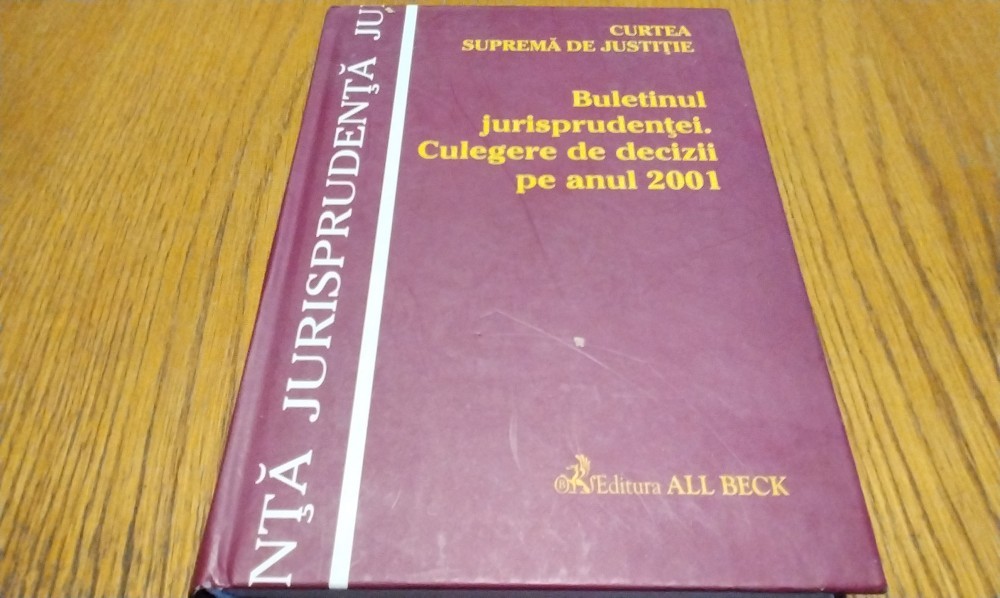 CURTEA
SUPREMĂ DE JUSTIŢIE
Buletinul
jurisprudenţei.
Culegere de decizii
pe anul 2001
NŢĂ JURISPRUDENŢĂ JU
Editura ALL BECK